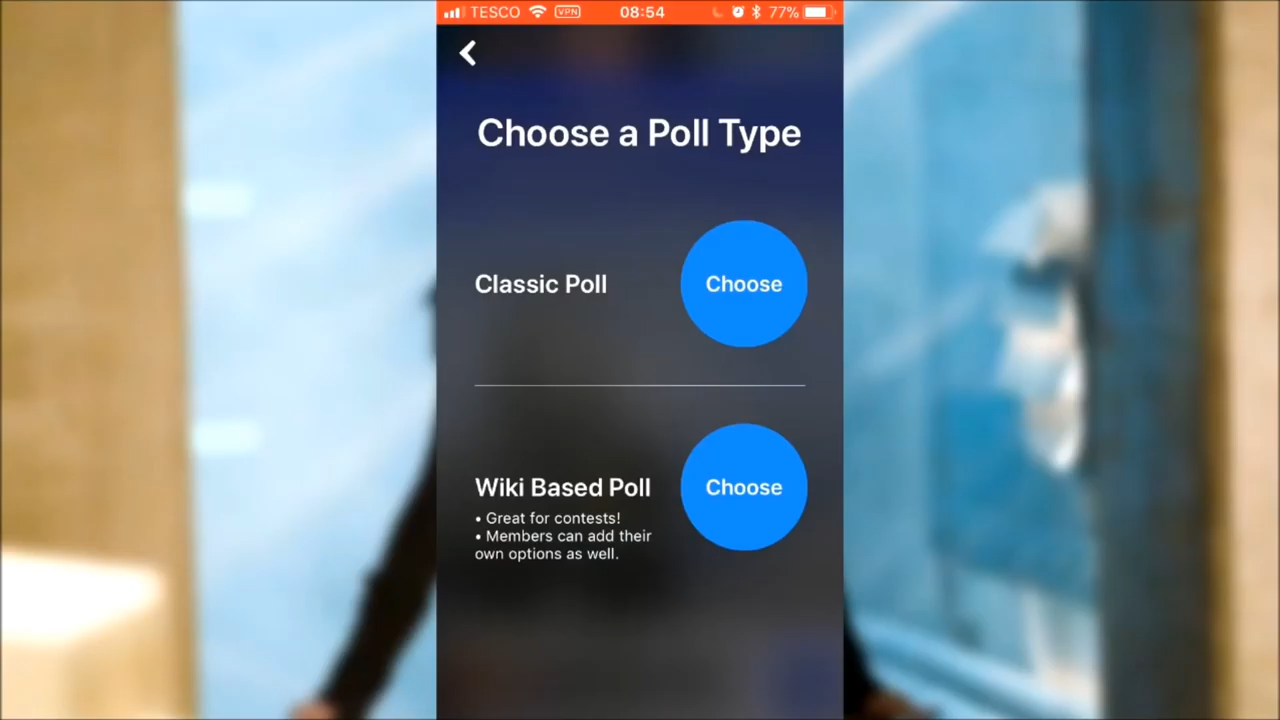 TESCO VPN 08:54 77%
Choose a Poll Type
Classic Poll
Choose
Wiki Based Poll
Choose
• Great for contests!
• Members can add their
own options as well.